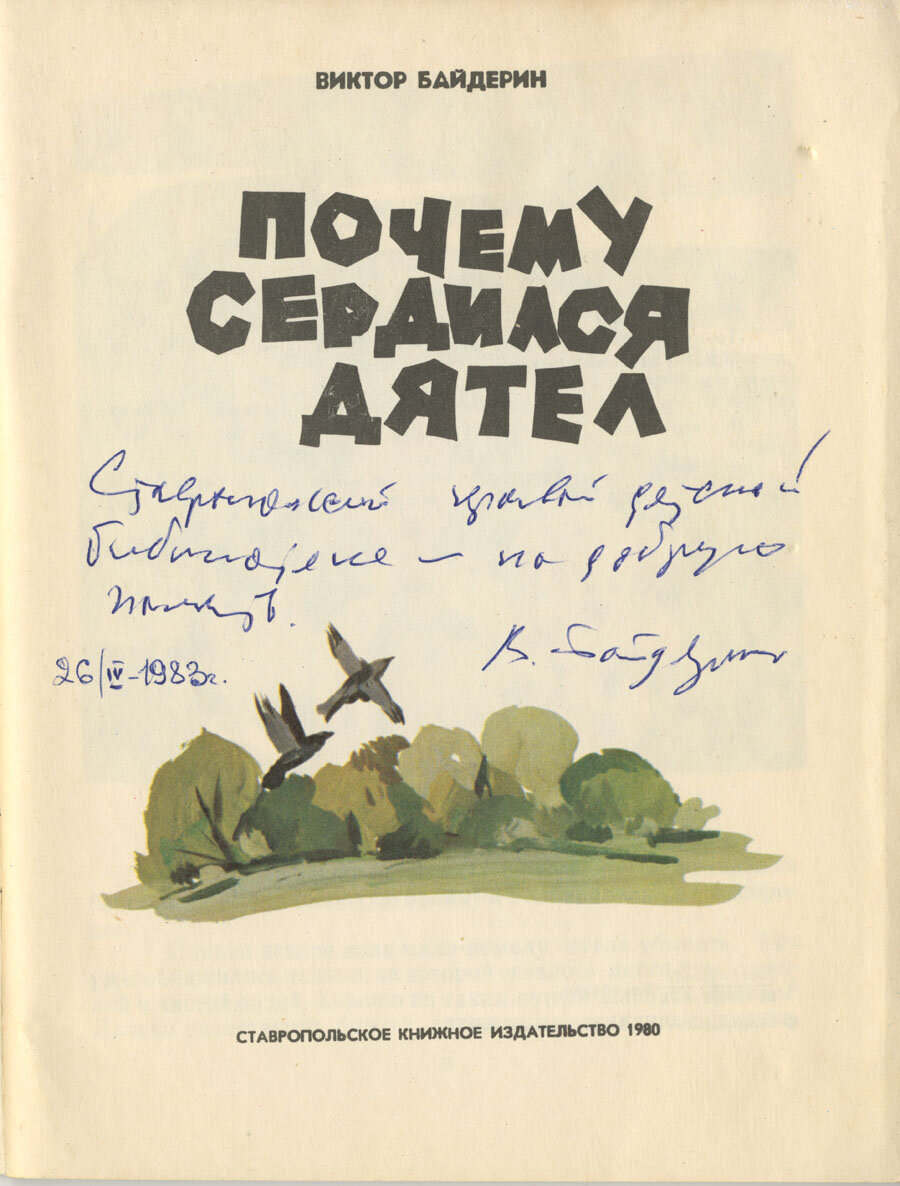 ВИКТОР БАЙДЕРИН
ПОЧЕМУ
СЕРДИЛСЯ
ДЯТЕЛ
Ставропольской краевой детской
библиотеке — на добрую
память.
В. Байдерин
26/IV-1983г.
СТАВРОПОЛЬСКОЕ КНИЖНОЕ ИЗДАТЕЛЬСТВО 1980